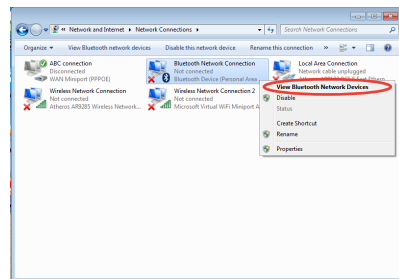 « Network and Internet ▸ Network Connections ▸
Search Network Connections
Organize
View Bluetooth network devices
Disable this network device
Rename this connection
»
ABC connection
Disconnected
WAN Miniport (PPPOE)
Bluetooth Network Connection
Not connected
Bluetooth Device (Personal Area
Local Area Connection
Network cable unplugged
Wireless Network Connection
Not connected
Atheros AR9285 Wireless Network...
Wireless Network Connection 2
Not connected
Microsoft Virtual WiFi Miniport A
View Bluetooth Network Devices
Disable
Status
Create Shortcut
Rename
Properties